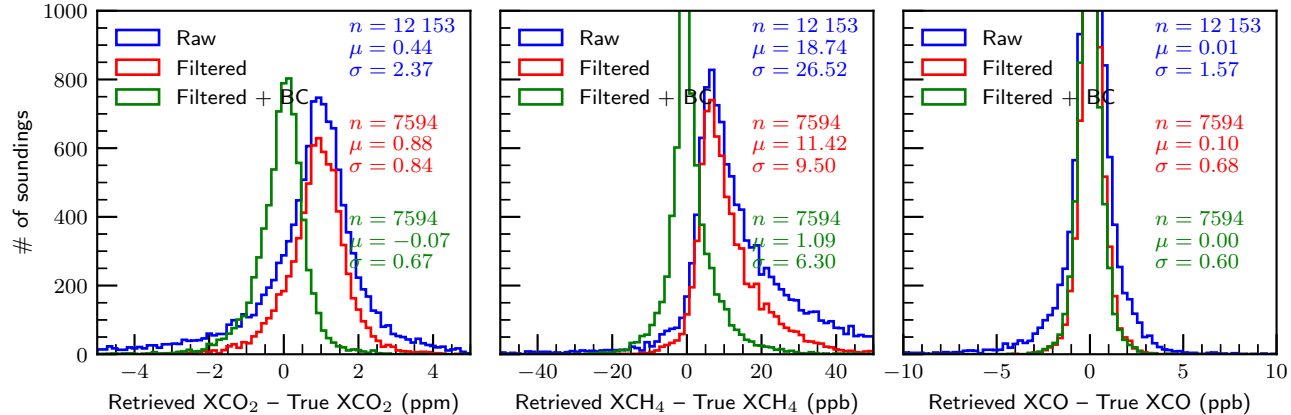 # of soundings
1000
800
600
400
200
0
Raw
Filtered
Filtered + BC
n = 12 153
μ = 0.44
σ = 2.37
n = 7594
μ = 0.88
σ = 0.84
n = 7594
μ = −0.07
σ = 0.67
−4 −2 0 2 4
Retrieved XCO₂ – True XCO₂ (ppm)
Raw
Filtered
Filtered + BC
n = 12 153
μ = 18.74
σ = 26.52
n = 7594
μ = 11.42
σ = 9.50
n = 7594
μ = 1.09
σ = 6.30
−40 −20 0 20 40
Retrieved XCH₄ – True XCH₄ (ppb)
Raw
Filtered
Filtered + BC
n = 12 153
μ = 0.01
σ = 1.57
n = 7594
μ = 0.10
σ = 0.68
n = 7594
μ = 0.00
σ = 0.60
−10 −5 0 5 10
Retrieved XCO – True XCO (ppb)